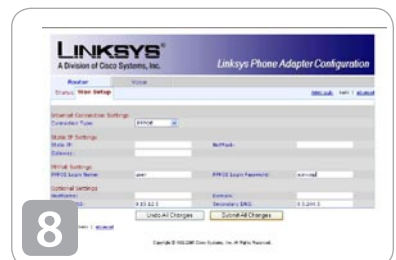 LINKSYS®
A Division of Cisco Systems, Inc.
Linksys Phone Adapter Configuration
Router Voice
Status Wan Setup
Internet Connection Settings
Connection Type: PPPOE
Static IP Settings
Static IP: NetMask:
Gateway:
PPPoE Settings
PPPOE Login Name: user PPPOE Login Password:
Optional Settings
HostName: Domain:
Secondary DNS:
Undo All Changes Submit All Changes
8